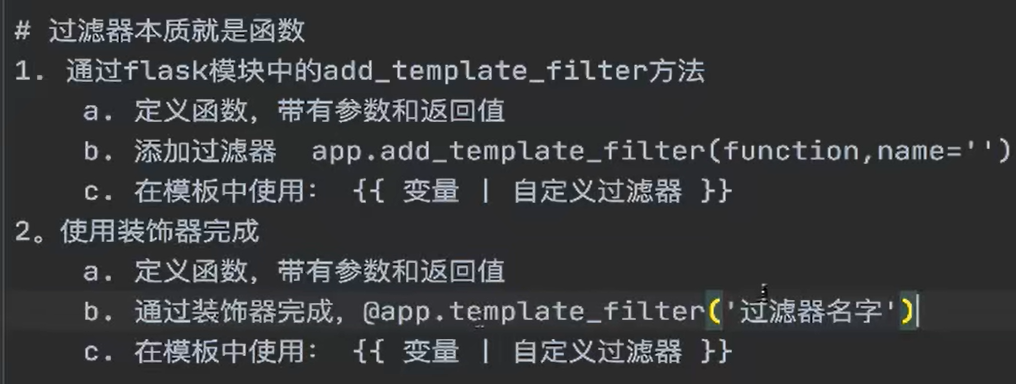 # 过滤器本质就是函数
1. 通过flask模块中的add_template_filter方法
a. 定义函数，带有参数和返回值
b. 添加过滤器  app.add_template_filter(function,name='')
c. 在模板中使用： {{ 变量 | 自定义过滤器 }}
2。使用装饰器完成
a. 定义函数，带有参数和返回值
b. 通过装饰器完成，@app.template_filter('过滤器名字')
c. 在模板中使用： {{ 变量 | 自定义过滤器 }}